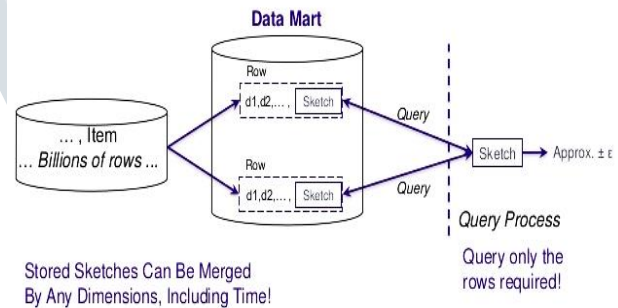 Data Mart
Row
d1,d2,..., Sketch
Query
..., Item
... Billions of rows ...
Sketch
Approx. ± ε
Row
d1,d2,..., Sketch
Query
Query Process
Stored Sketches Can Be Merged
By Any Dimensions, Including Time!
Query only the
rows required!